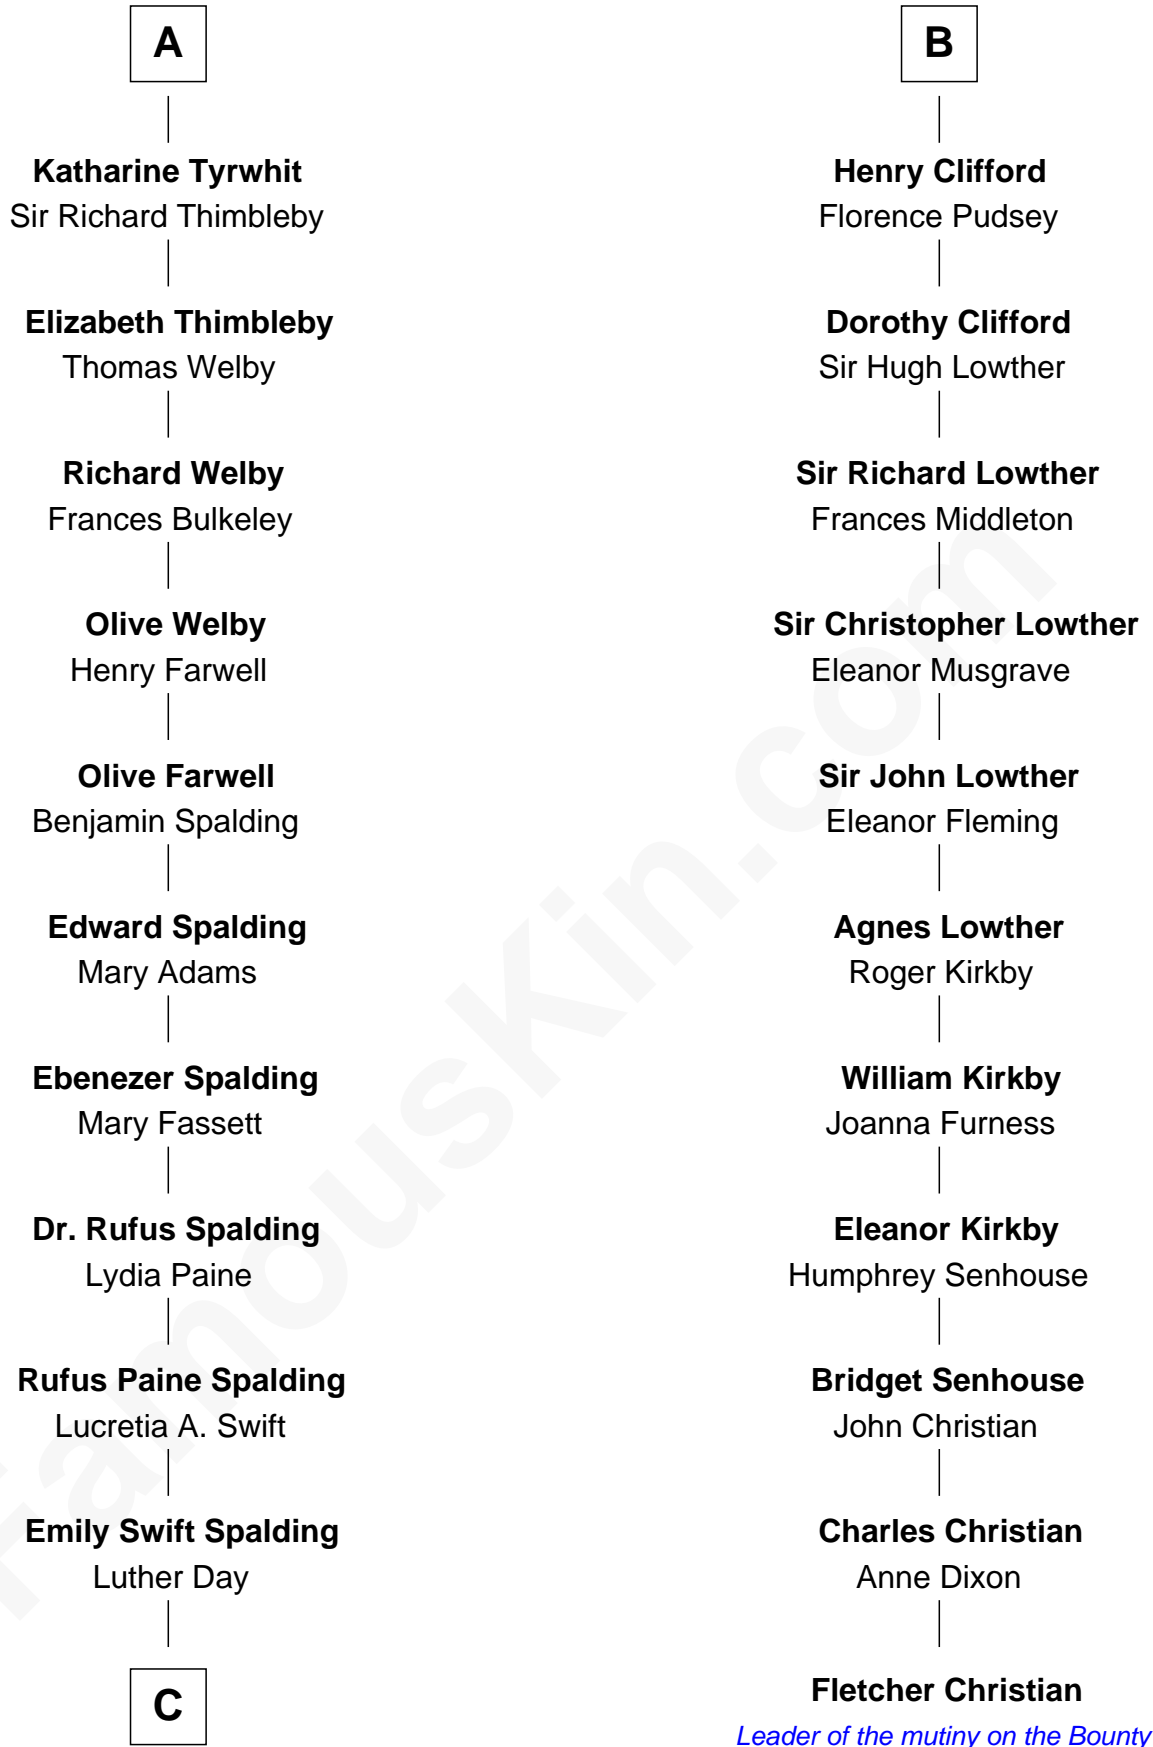 A
Katharine Tyrwhit
Sir Richard Thimbleby
Elizabeth Thimbleby
Thomas Welby
Richard Welby
Frances Bulkeley
Olive Welby
Henry Farwell
Olive Farwell
Benjamin Spalding
Edward Spalding
Mary Adams
Ebenezer Spalding
Mary Fassett
Dr. Rufus Spalding
Lydia Paine
Rufus Paine Spalding
Lucretia A. Swift
Emily Swift Spalding
Luther Day
C
B
Henry Clifford
Florence Pudsey
Dorothy Clifford
Sir Hugh Lowther
Sir Richard Lowther
Frances Middleton
Sir Christopher Lowther
Eleanor Musgrave
Sir John Lowther
Eleanor Fleming
Agnes Lowther
Roger Kirkby
William Kirkby
Joanna Furness
Eleanor Kirkby
Humphrey Senhouse
Bridget Senhouse
John Christian
Charles Christian
Anne Dixon
Fletcher Christian
Leader of the mutiny on the Bounty
FamousKin.com